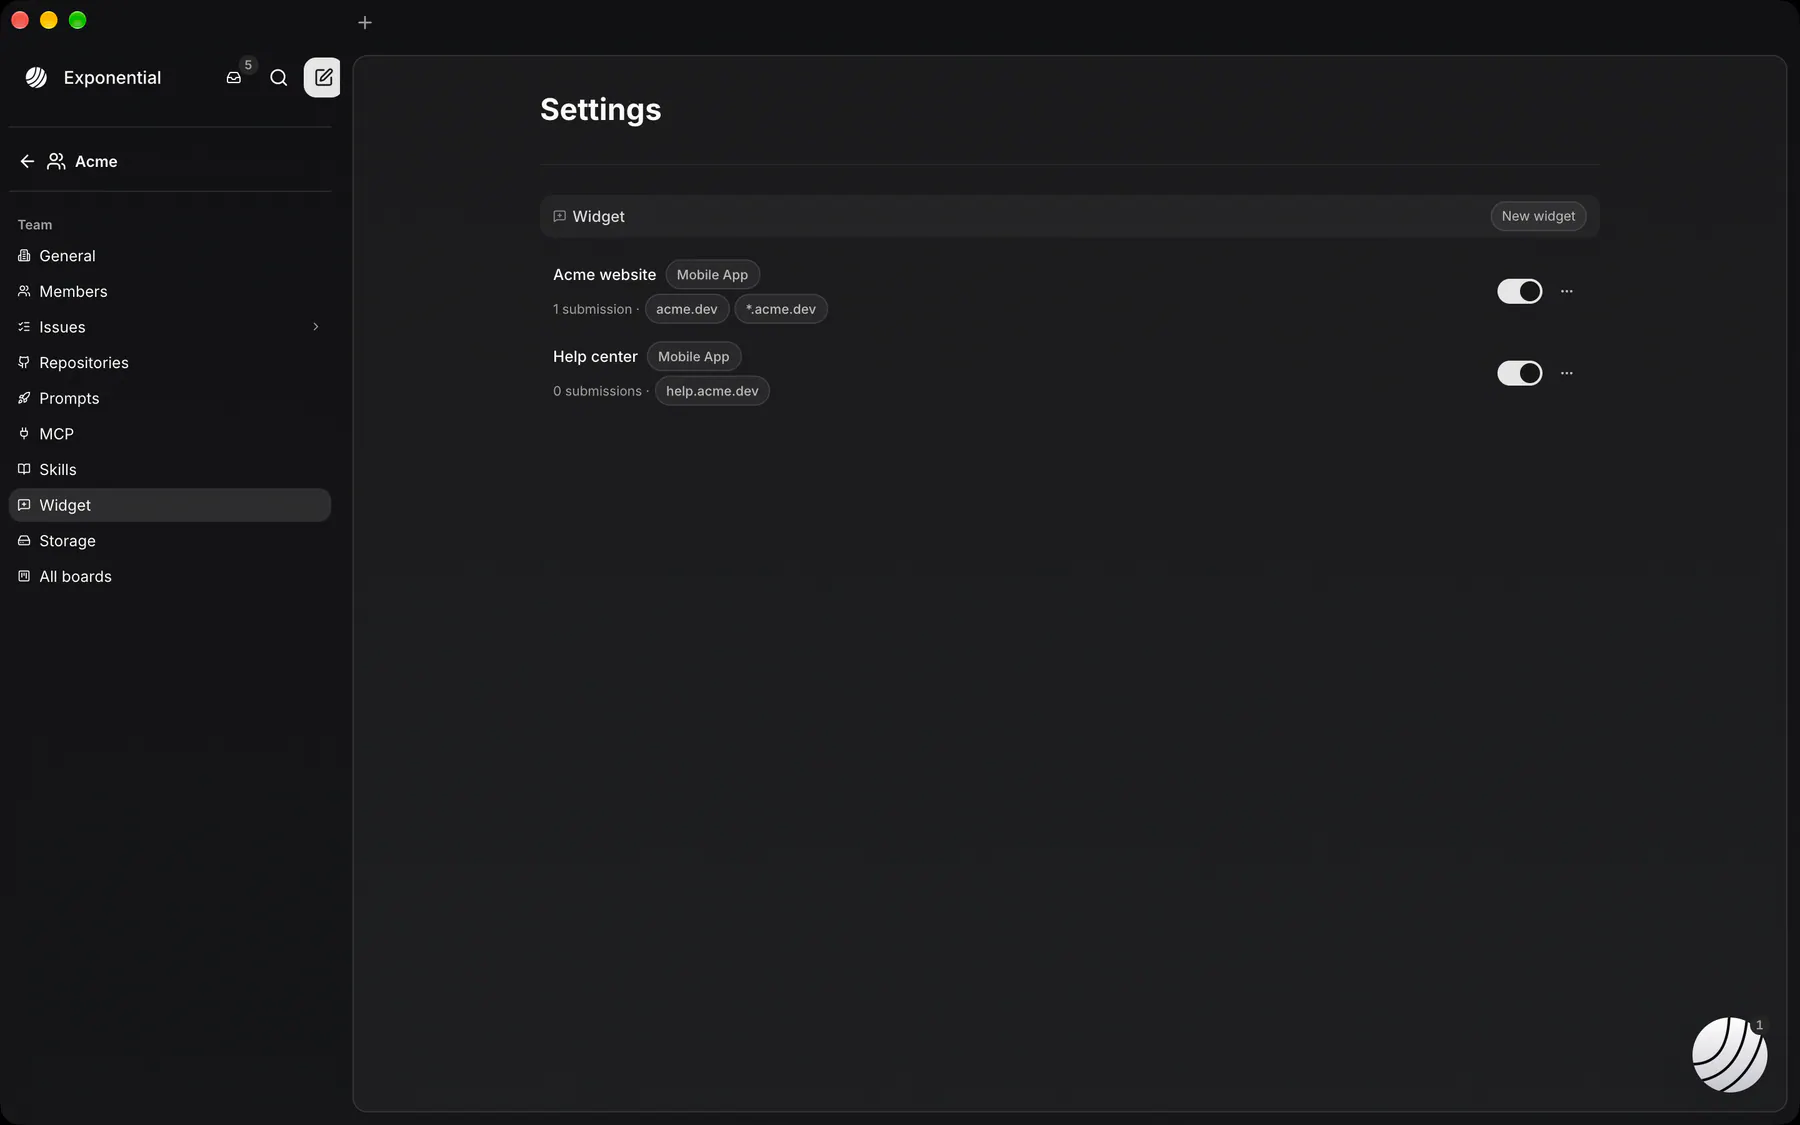 Exponential
5
Acme
Team
General
Members
Issues
Repositories
Prompts
MCP
Skills
Widget
Storage
All boards
Settings
Widget
New widget
Acme website Mobile App
1 submission · acme.dev *.acme.dev
Help center Mobile App
0 submissions · help.acme.dev
1